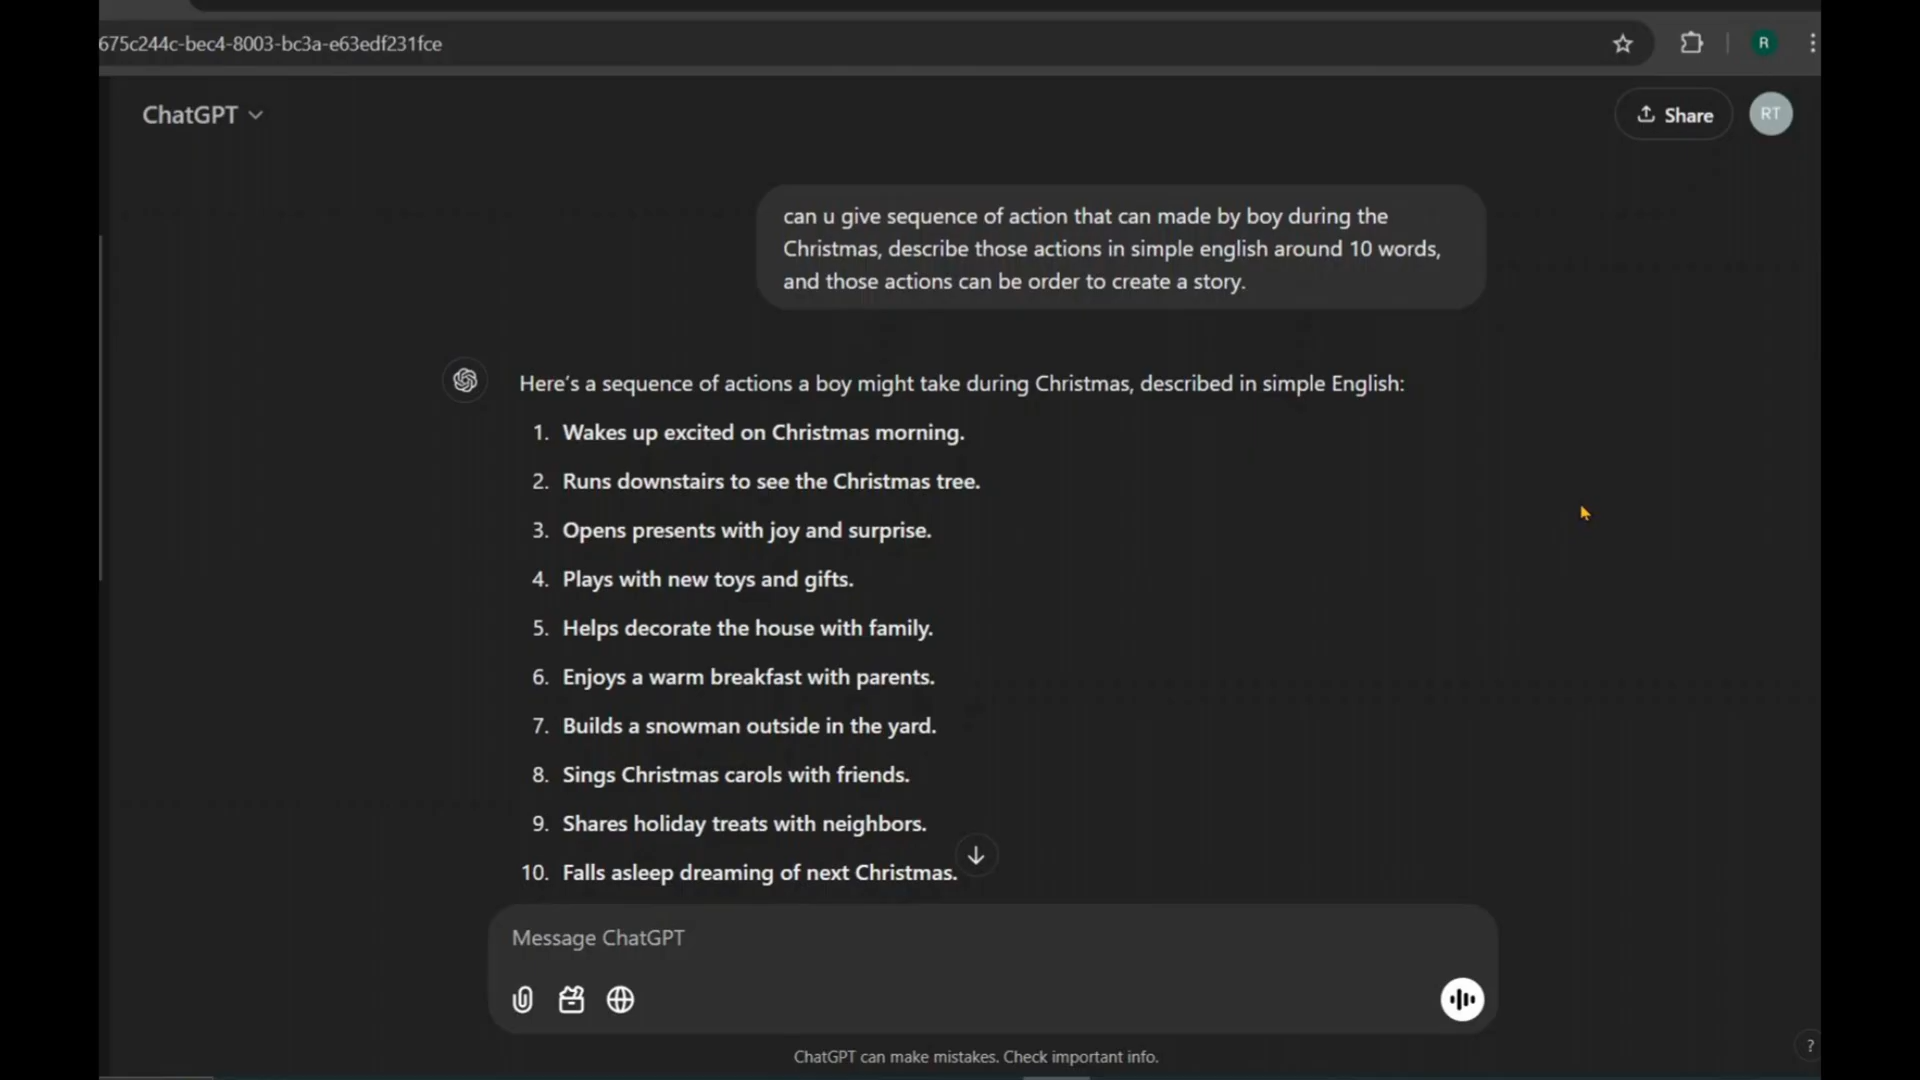 675c244c-bec4-8003-bc3a-e63edf231fce
R
ChatGPT
Share
RT
can u give sequence of action that can made by boy during the
Christmas, describe those actions in simple english around 10 words,
and those actions can be order to create a story.
Here's a sequence of actions a boy might take during Christmas, described in simple English:
1. Wakes up excited on Christmas morning.
2. Runs downstairs to see the Christmas tree.
3. Opens presents with joy and surprise.
4. Plays with new toys and gifts.
5. Helps decorate the house with family.
6. Enjoys a warm breakfast with parents.
7. Builds a snowman outside in the yard.
8. Sings Christmas carols with friends.
9. Shares holiday treats with neighbors.
10. Falls asleep dreaming of next Christmas.
Message ChatGPT
ChatGPT can make mistakes. Check important info.
?